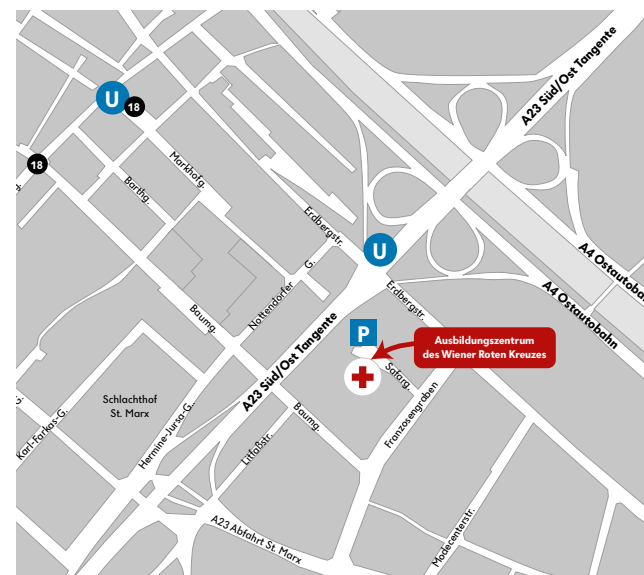 A23 Süd/Ost Tangente
U
18
18
Markhofg.
Barthg.
Erdbergstr.
U
A4 Ostautobahn
A4 Ostautobahn
Nottendorfer G.
Erdbergstr.
Baumg.
A23 Süd/Ost Tangente
P
Ausbildungszentrum
des Wiener Roten Kreuzes
Safarg.
Schlachthof
St. Marx
G.
Karl-Farkas-G.
Hermine-Jursa-G.
Baumg.
Litfaßstr.
Franzosengraben
Modecenterstr.
A23 Abfahrt St. Marx